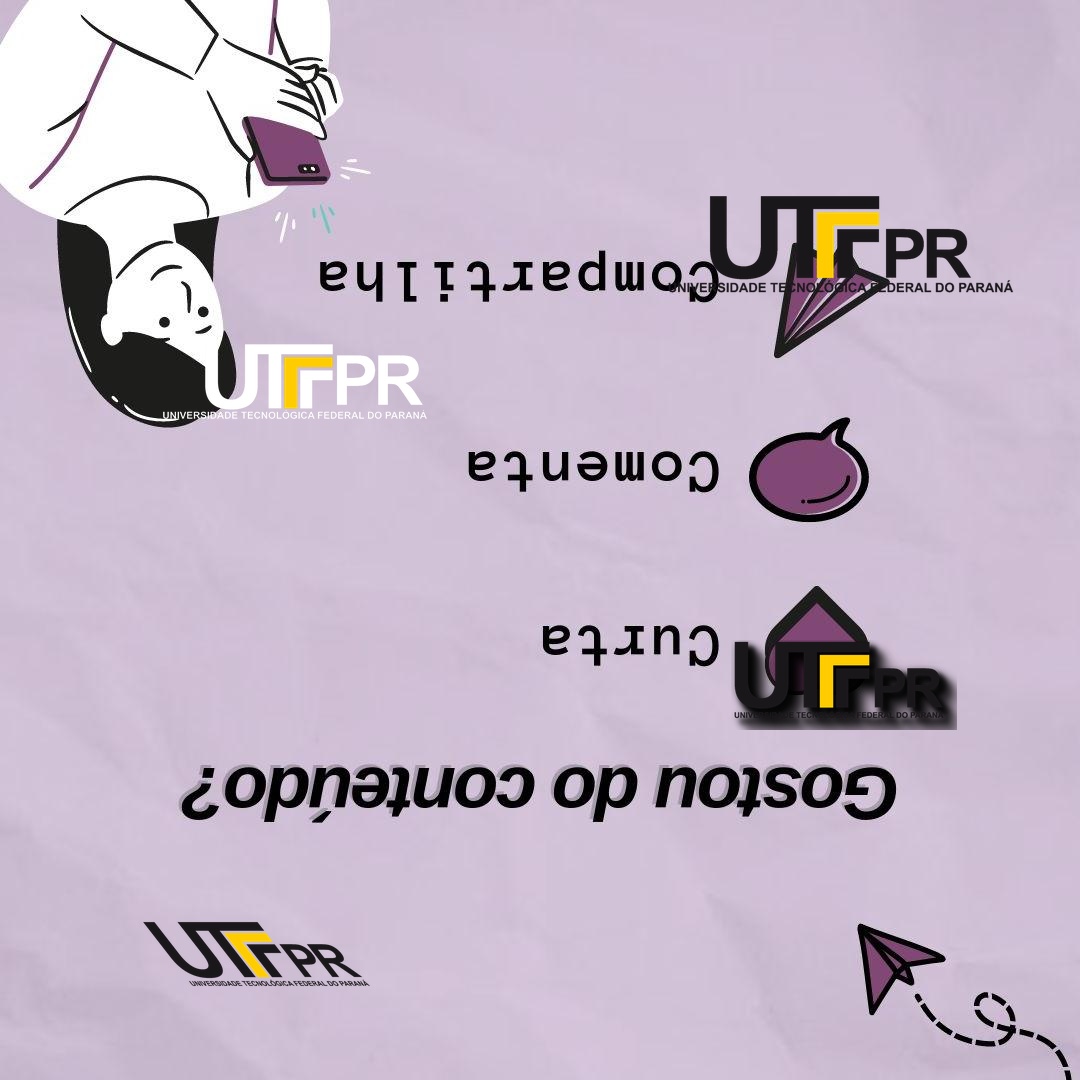 Gostou do conteúdo?
Curta
Comenta
Compartilha
UTFPR
UNIVERSIDADE TECNOLÓGICA FEDERAL DO PARANÁ
UTFPR
UNIVERSIDADE TECNOLÓGICA FEDERAL DO PARANÁ
UTFPR
UNIVERSIDADE TECNOLÓGICA FEDERAL DO PARANÁ
UTFPR
UNIVERSIDADE TECNOLÓGICA FEDERAL DO PARANÁ